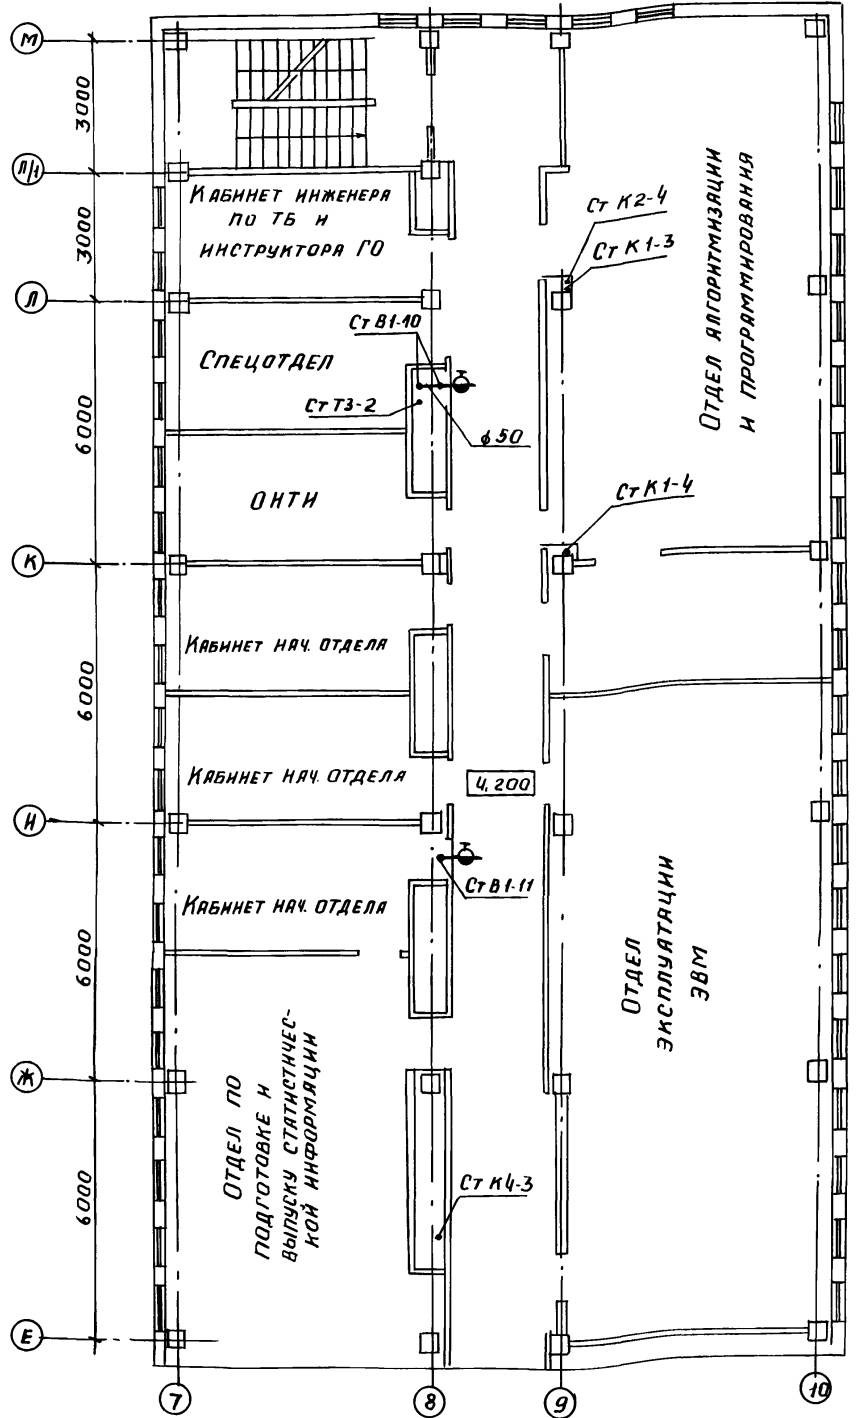 М
3000
Л/1
Кабинет инженера
по ТБ и
инструктора ГО
Ст К2-4
Ст К1-3
3000
Л
Ст В1-10
Спецотдел
Ст Т3-2
ф50
Отдел алгоритмизации
и программирования
6000
ОНТИ
Ст К1-4
К
Кабинет нач. отдела
6000
Кабинет нач. отдела
4,200
И
Ст В1-11
Кабинет нач. отдела
Отдел
эксплуатации
ЭВМ
6000
Ж
Отдел по
подготовке и
выпуску статистичес-
кой информации
Ст К4-3
6000
Е
7
8
9
10